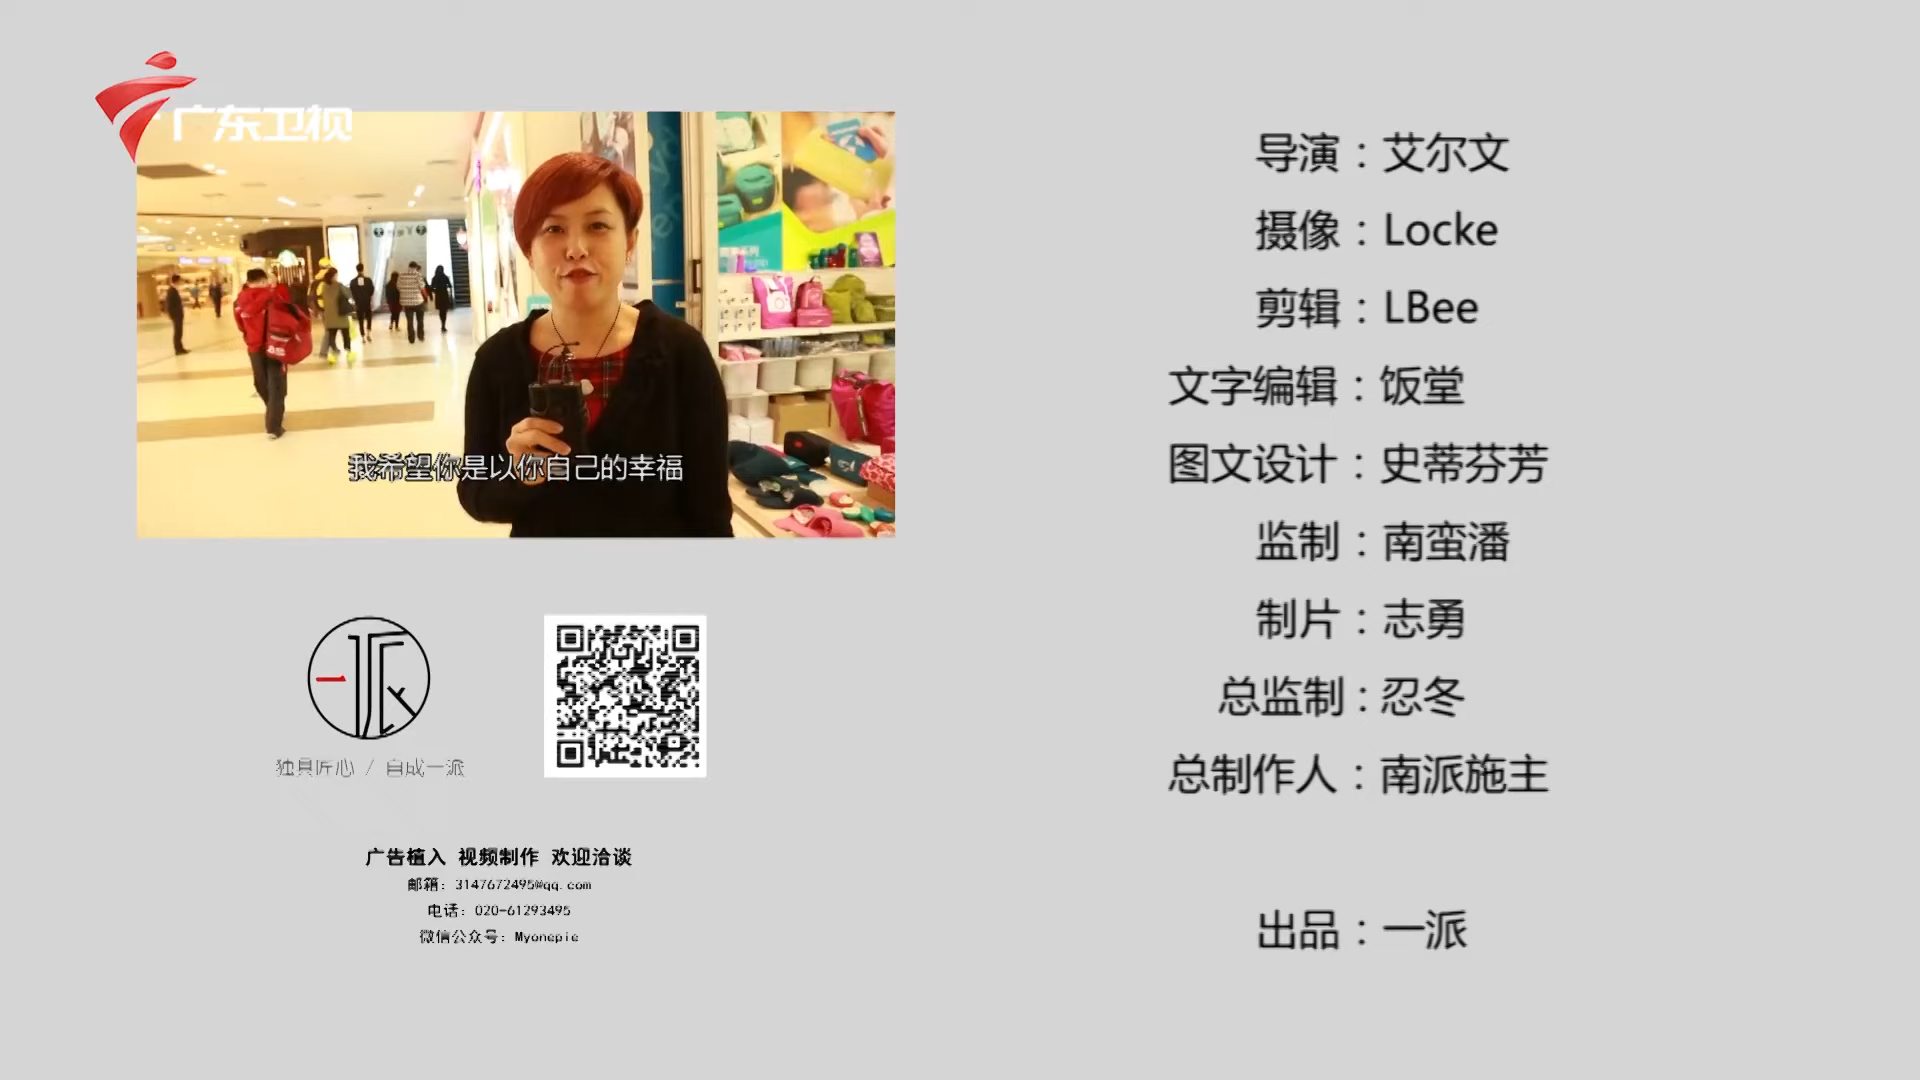 广东卫视
我希望你是以你自己的幸福
一派
独具匠心 / 自成一派
广告植入 视频制作 欢迎洽谈
邮箱：3147672495@qq.com
电话：020-61293495
微信公众号：Myonepie
导演：艾尔文
摄像：Locke
剪辑：LBee
文字编辑：饭堂
图文设计：史蒂芬芳
监制：南蛮潘
制片：志勇
总监制：忍冬
总制作人：南派施主
出品：一派